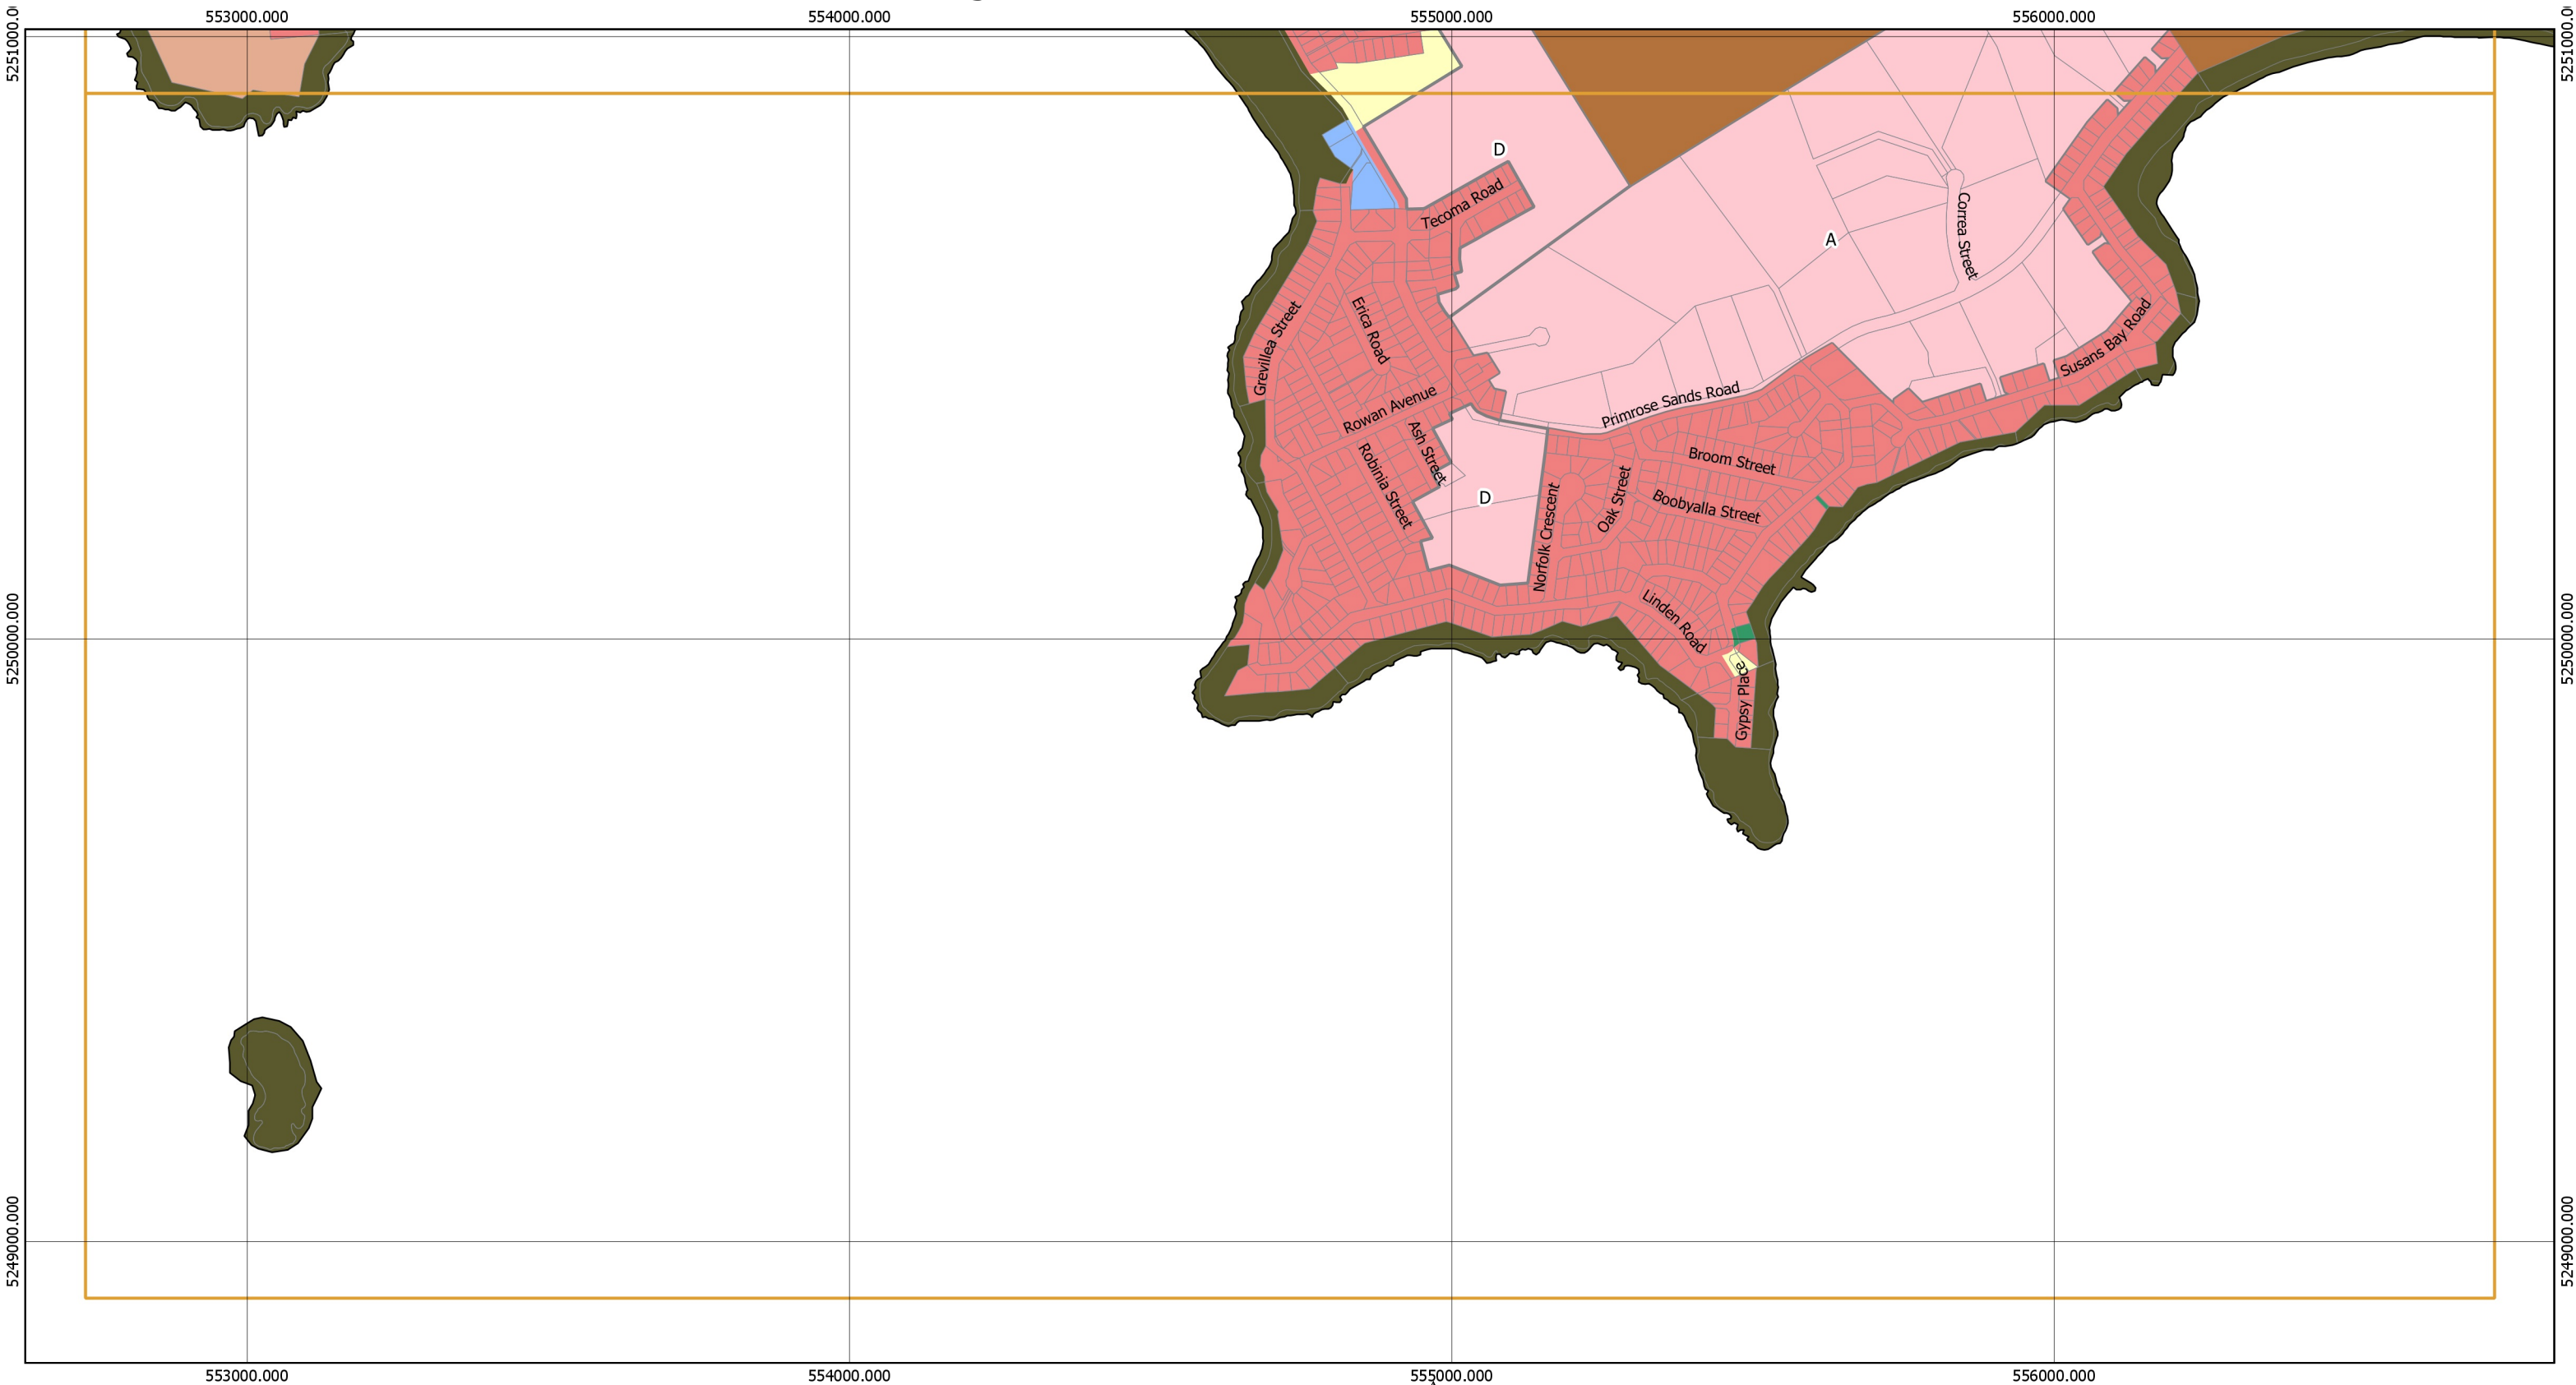 553000.000
554000.000
555000.000
556000.000
5251000.0
5251000.0
D
Tecoma Road
A
Correa Street
Grevillea Street
Erica Road
Susans Bay Road
Primrose Sands Road
Rowan Avenue
Ash Street
Robinia Street
Broom Street
D
Oak Street
Boobyalla Street
Norfolk Crescent
Linden Road
Gypsy Place
5250000.000
5250000.000
5249000.000
5249000.000
553000.000
554000.000
555000.000
556000.000